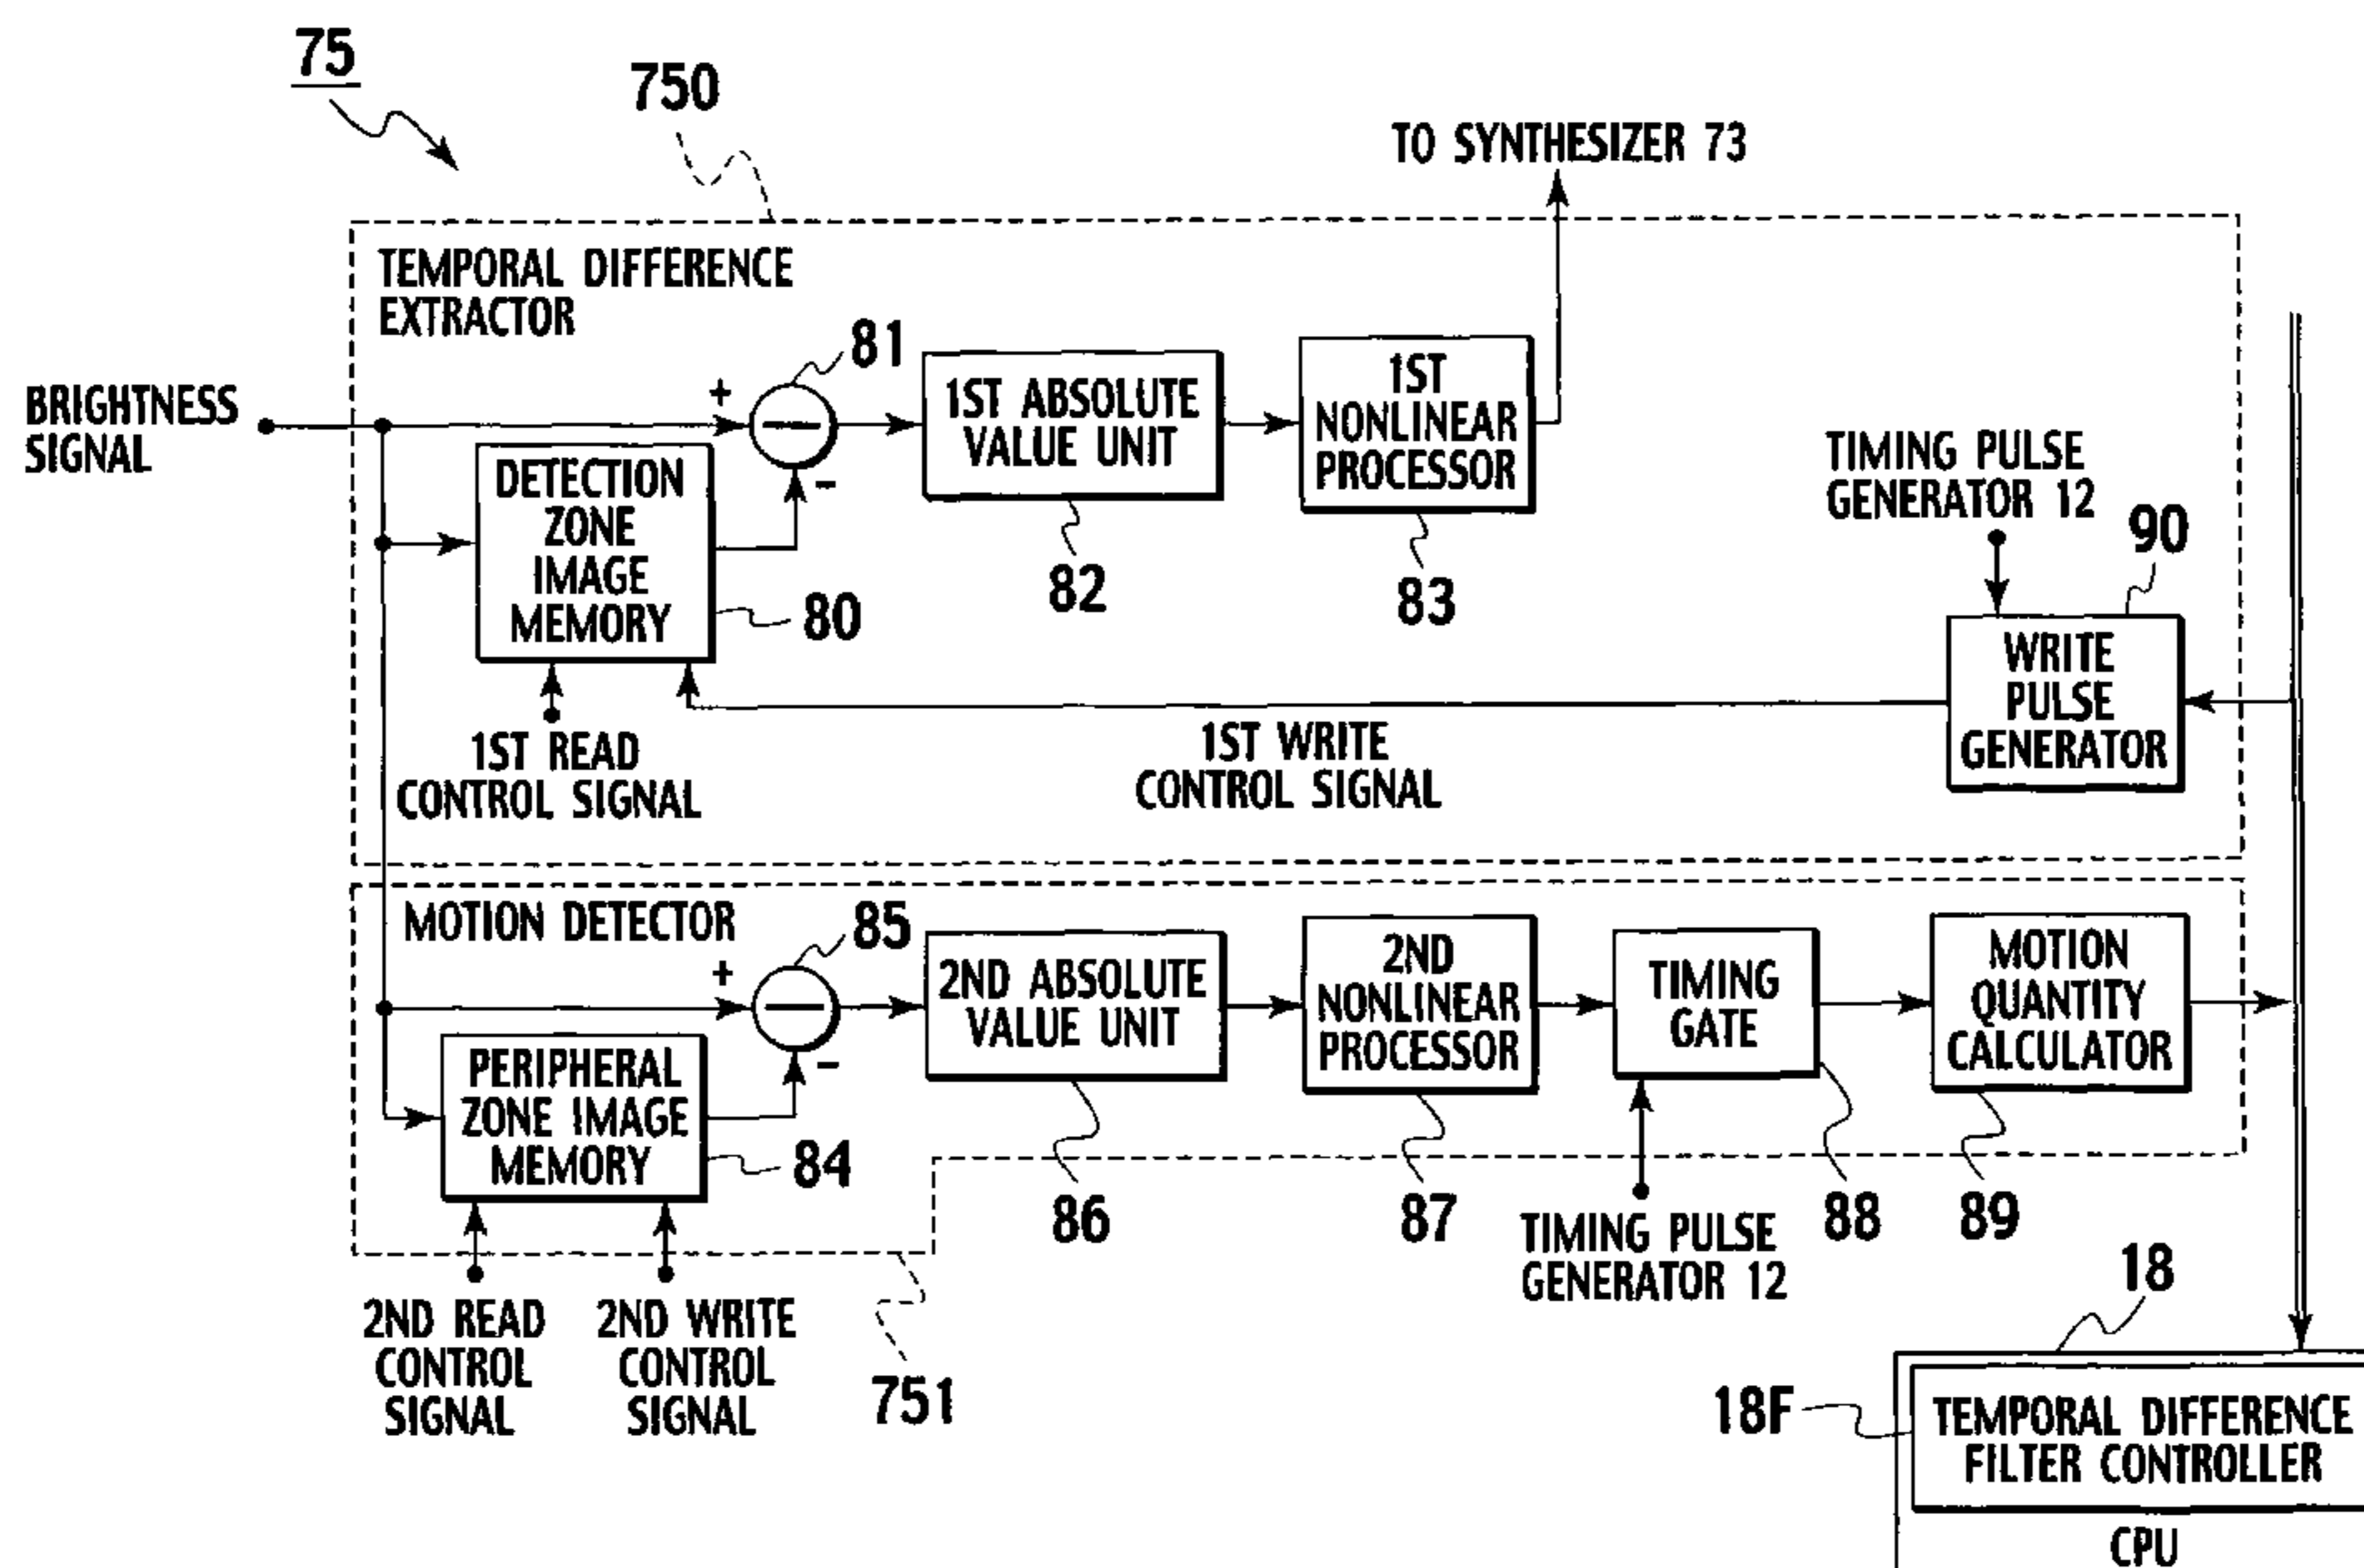 75
750
TO SYNTHESIZER 73
TEMPORAL DIFFERENCE
EXTRACTOR
81
BRIGHTNESS
SIGNAL
+
-
1ST ABSOLUTE
VALUE UNIT
1ST
NONLINEAR
PROCESSOR
DETECTION
ZONE
IMAGE
MEMORY
80
82
83
TIMING PULSE
GENERATOR 12
90
WRITE
PULSE
GENERATOR
1ST READ
CONTROL SIGNAL
1ST WRITE
CONTROL SIGNAL
MOTION DETECTOR
85
+
-
2ND ABSOLUTE
VALUE UNIT
2ND
NONLINEAR
PROCESSOR
TIMING
GATE
MOTION
QUANTITY
CALCULATOR
PERIPHERAL
ZONE IMAGE
MEMORY
84
86
87
TIMING PULSE
GENERATOR 12
88
89
2ND READ
CONTROL
SIGNAL
2ND WRITE
CONTROL
SIGNAL
751
18
18F
TEMPORAL DIFFERENCE
FILTER CONTROLLER
CPU